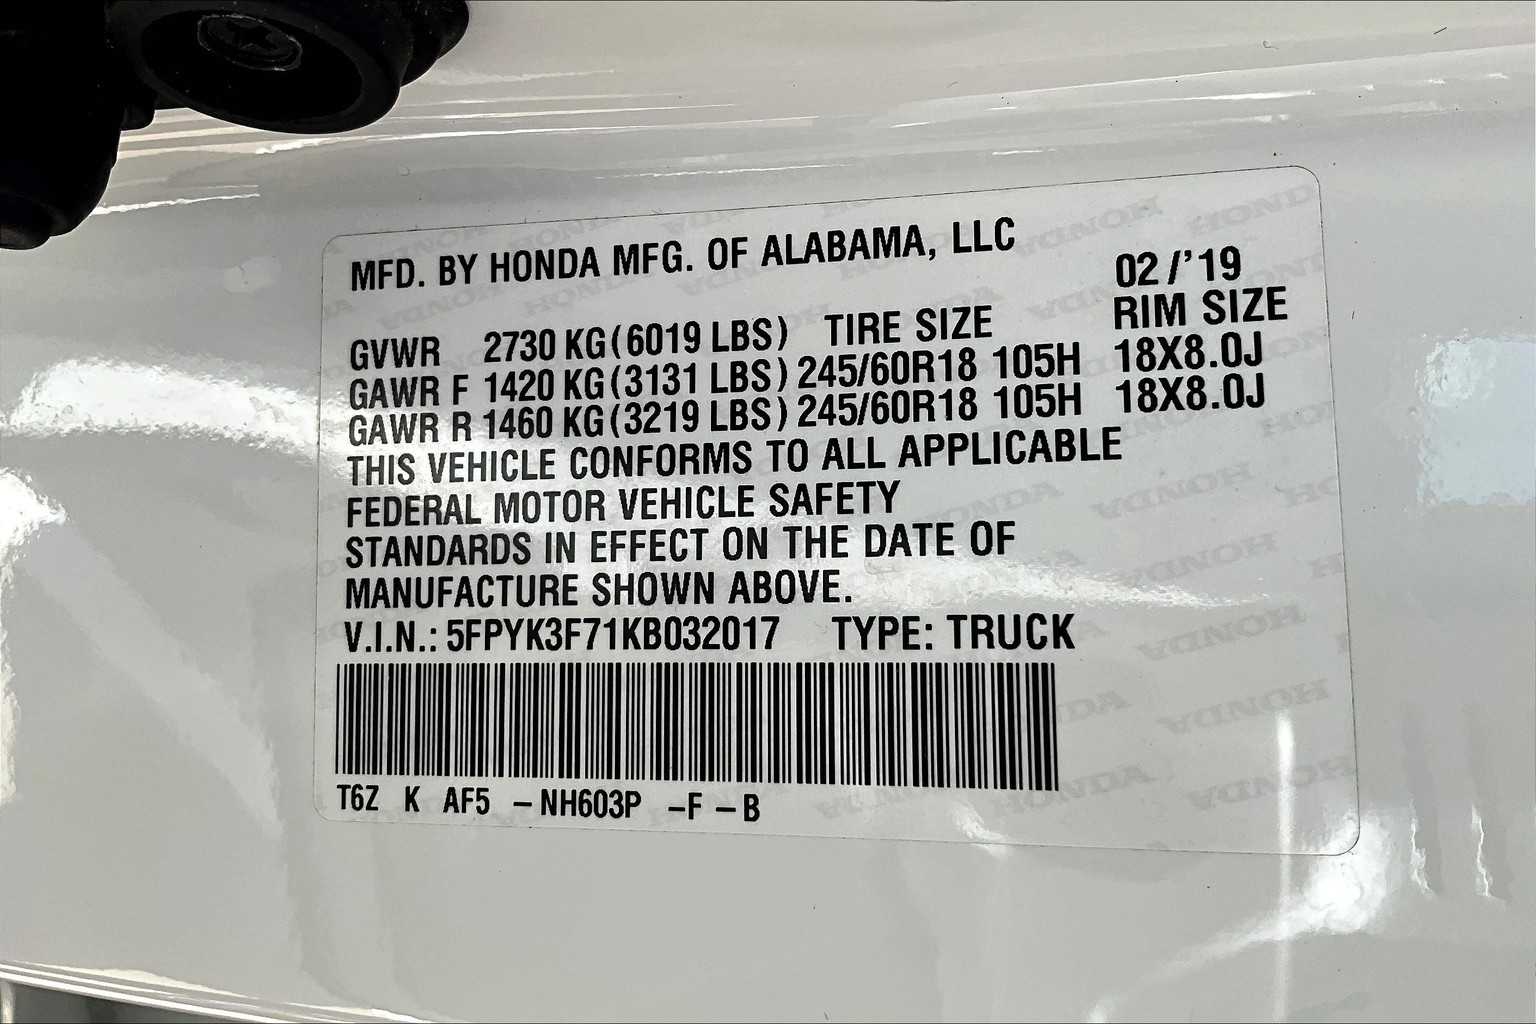 MFD. BY HONDA MFG. OF ALABAMA, LLC
02/'19
GVWR 2730 KG(6019 LBS) TIRE SIZE RIM SIZE
GAWR F 1420 KG(3131 LBS) 245/60R18 105H 18X8.0J
GAWR R 1460 KG(3219 LBS) 245/60R18 105H 18X8.0J
THIS VEHICLE CONFORMS TO ALL APPLICABLE
FEDERAL MOTOR VEHICLE SAFETY
STANDARDS IN EFFECT ON THE DATE OF
MANUFACTURE SHOWN ABOVE.
V.I.N.: 5FPYK3F71KB032017 TYPE: TRUCK
T6Z K AF5 – NH603P –F – B